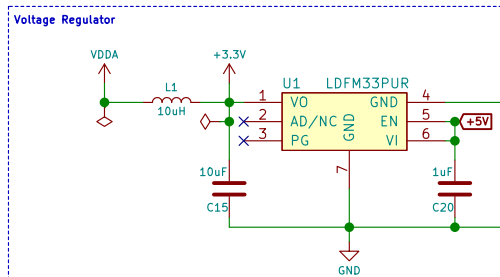 Voltage Regulator
VDDA
+3.3V
L1
10uH
U1
LDFM33PUR
1
VO
GND
4
2
AD/NC
EN
5
+5V
3
PG
VI
6
GND
7
10uF
C15
1uF
C20
GND